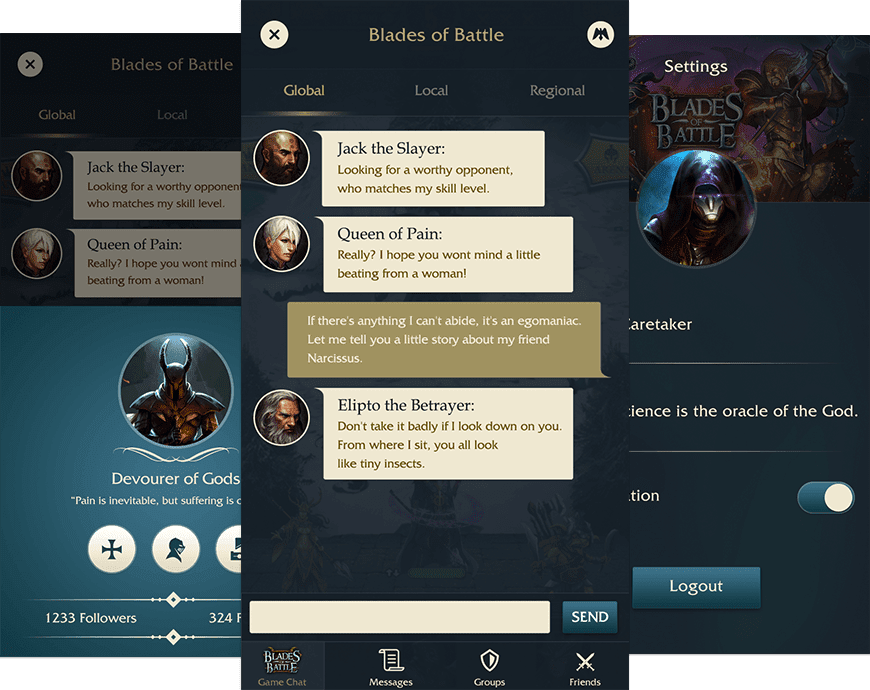 Blades of Battle
Global
Local
Jack the Slayer:
Looking for a worthy opponent
who matches my skill level.
Queen of Pain:
Really? I hope you wont mind a
beating from a woman!
Devourer of Gods
"Pain is inevitable, but suffering is
1233 Followers
324
Blades of Battle
Global
Local
Regional
Jack the Slayer:
Looking for a worthy opponent,
who matches my skill level.
Queen of Pain:
Really? I hope you wont mind a little
beating from a woman!
If there's anything I can't abide, it's an egomaniac.
Let me tell you a little story about my friend
Narcissus.
Elipto the Betrayer:
Don't take it badly if I look down on you.
From where I sit, you all look
like tiny insects.
SEND
BLADES
OF
BATTLE
Game Chat
Messages
Groups
Friends
Settings
BLADES
OF
BATTLE
Caretaker
is the oracle of the God.
Logout